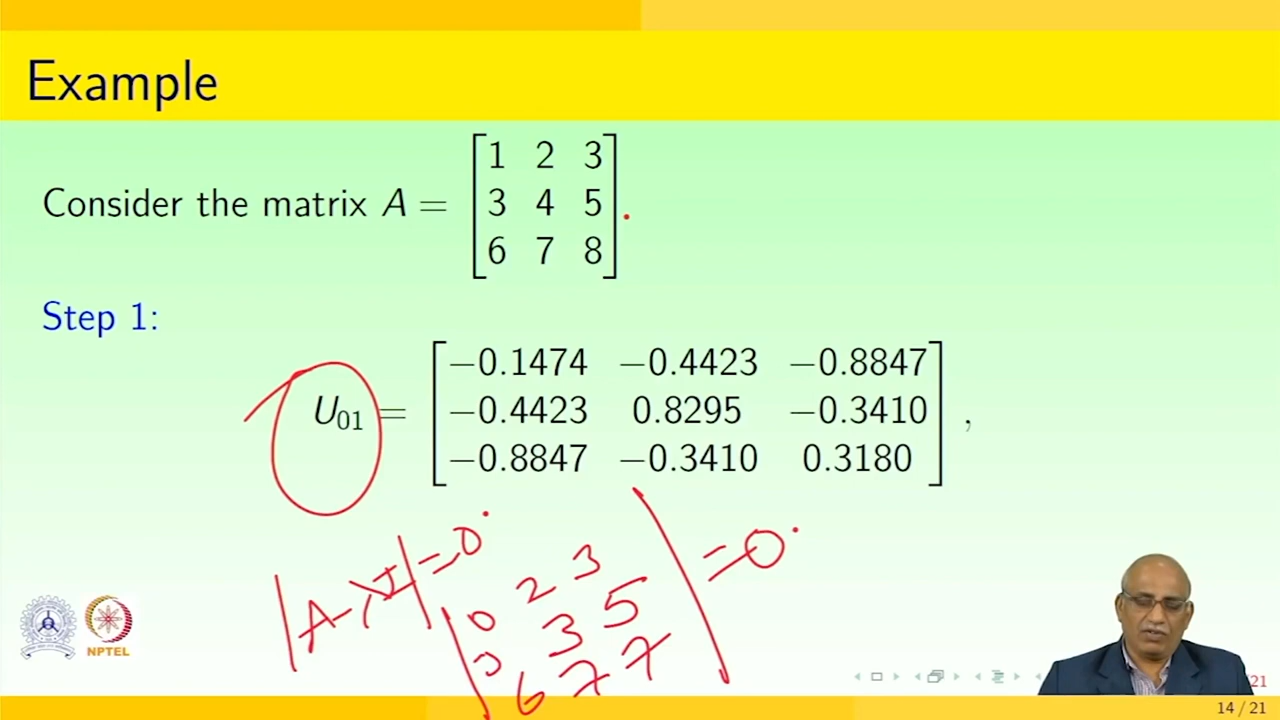 Example
Consider the matrix A = [1 2 3
3 4 5
6 7 8].
Step 1:
U01 = [−0.1474 −0.4423 −0.8847
−0.4423 0.8295 −0.3410
−0.8847 −0.3410 0.3180],
|A-λI|=0
|0 2 3
3 3 5
6 7 7|=0
NPTEL
21
14 / 21